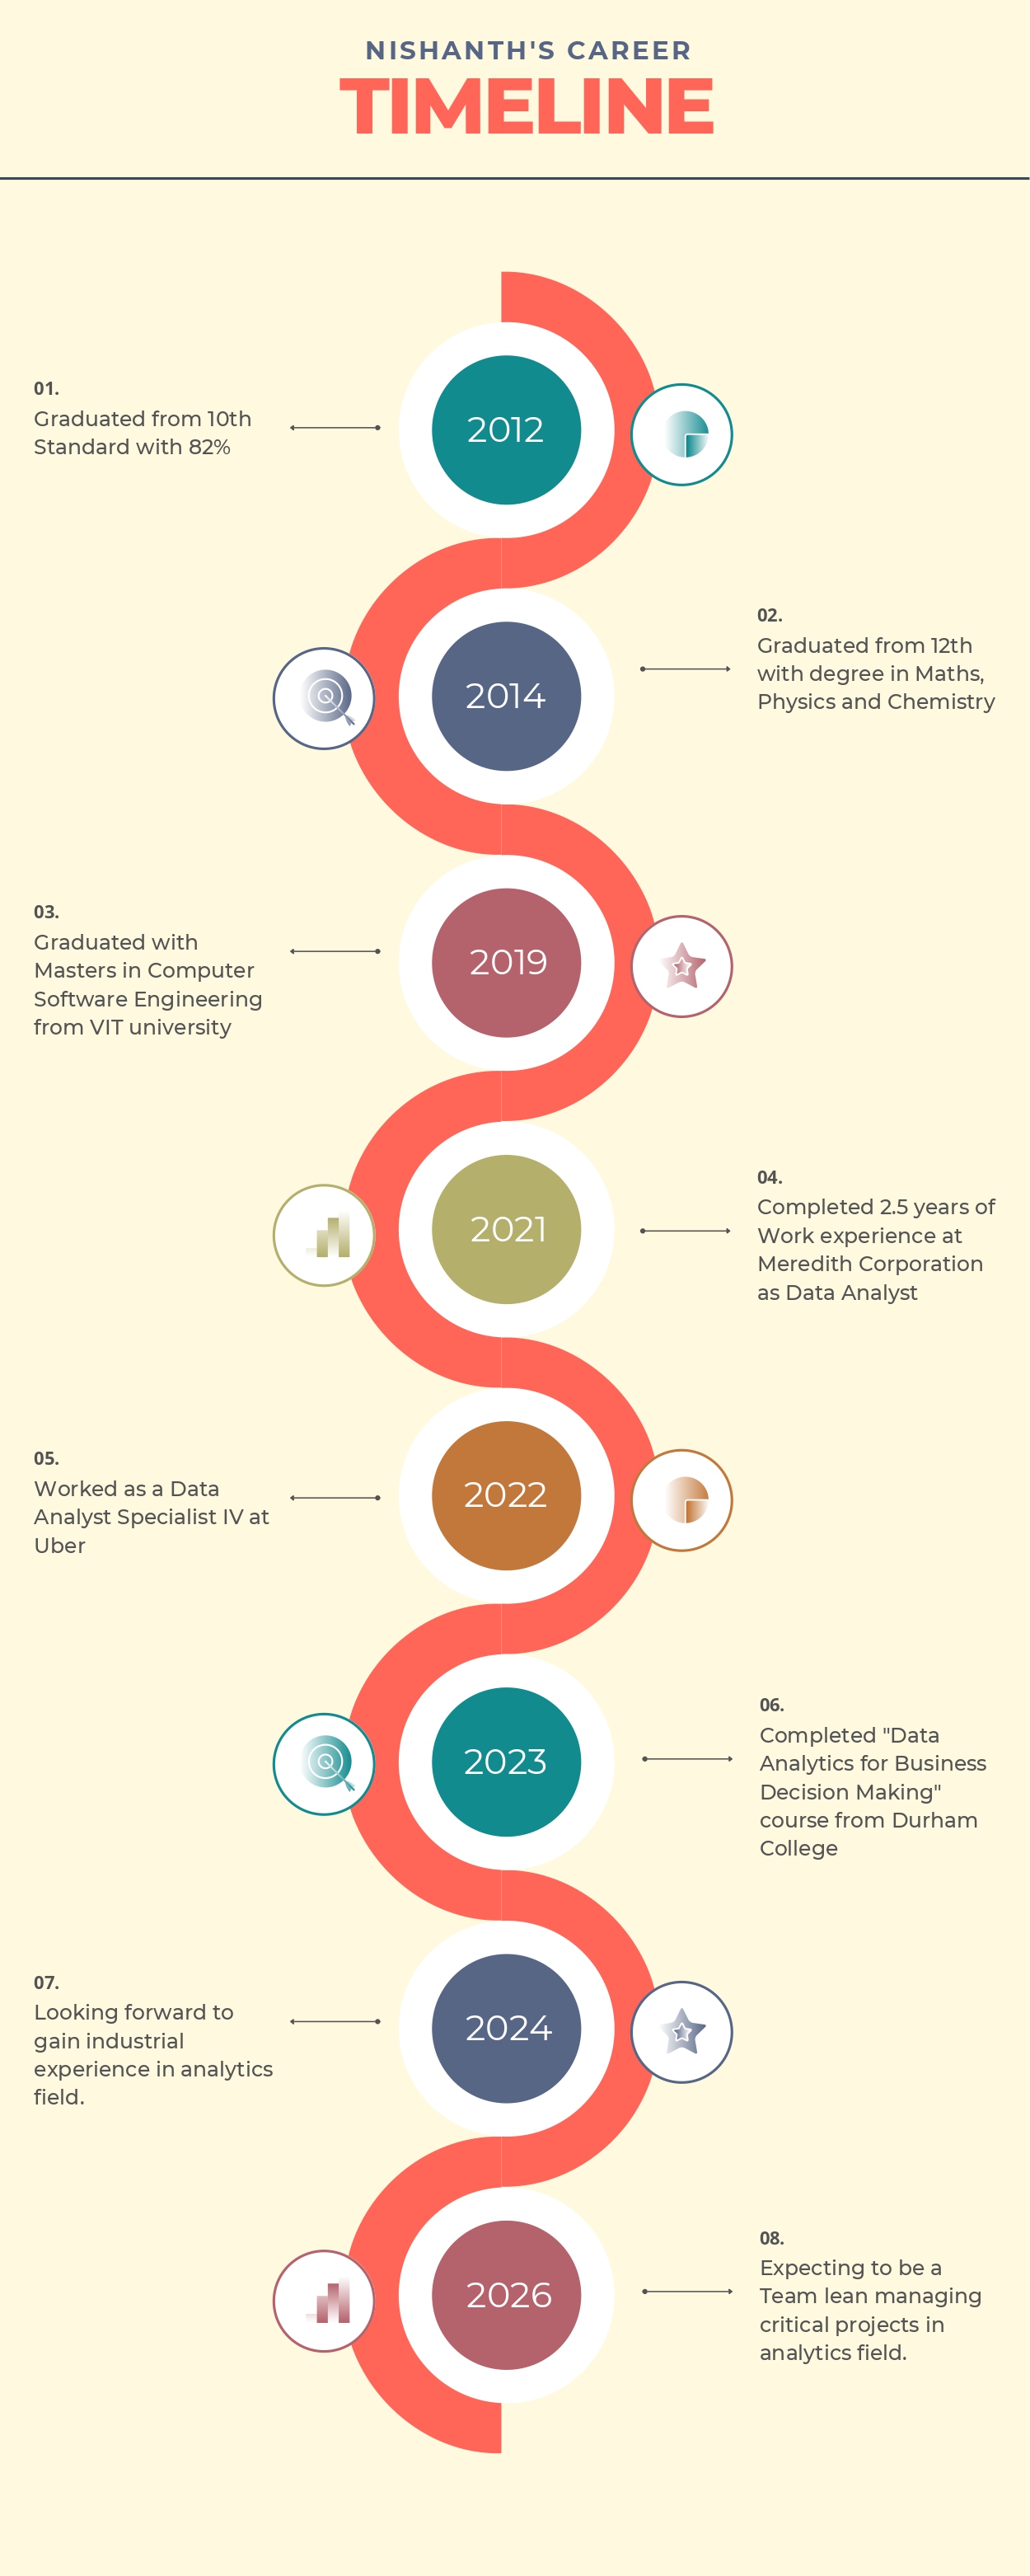 NISHANTH'S CAREER
TIMELINE
01.
Graduated from 10th
Standard with 82%
2012
02.
Graduated from 12th
with degree in Maths,
Physics and Chemistry
2014
03.
Graduated with
Masters in Computer
Software Engineering
from VIT university
2019
04.
Completed 2.5 years of
Work experience at
Meredith Corporation
as Data Analyst
2021
05.
Worked as a Data
Analyst Specialist IV at
Uber
2022
06.
Completed "Data
Analytics for Business
Decision Making"
course from Durham
College
2023
07.
Looking forward to
gain industrial
experience in analytics
field.
2024
08.
Expecting to be a
Team lean managing
critical projects in
analytics field.
2026